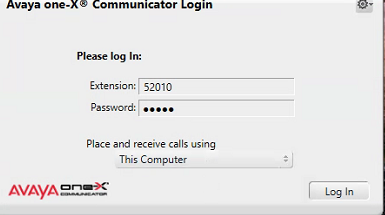 Avaya one-X® Communicator Login
Please log In:
Extension: 52010
Password: •••••
Place and receive calls using
This Computer
AVAYA one-X® COMMUNICATOR
Log In